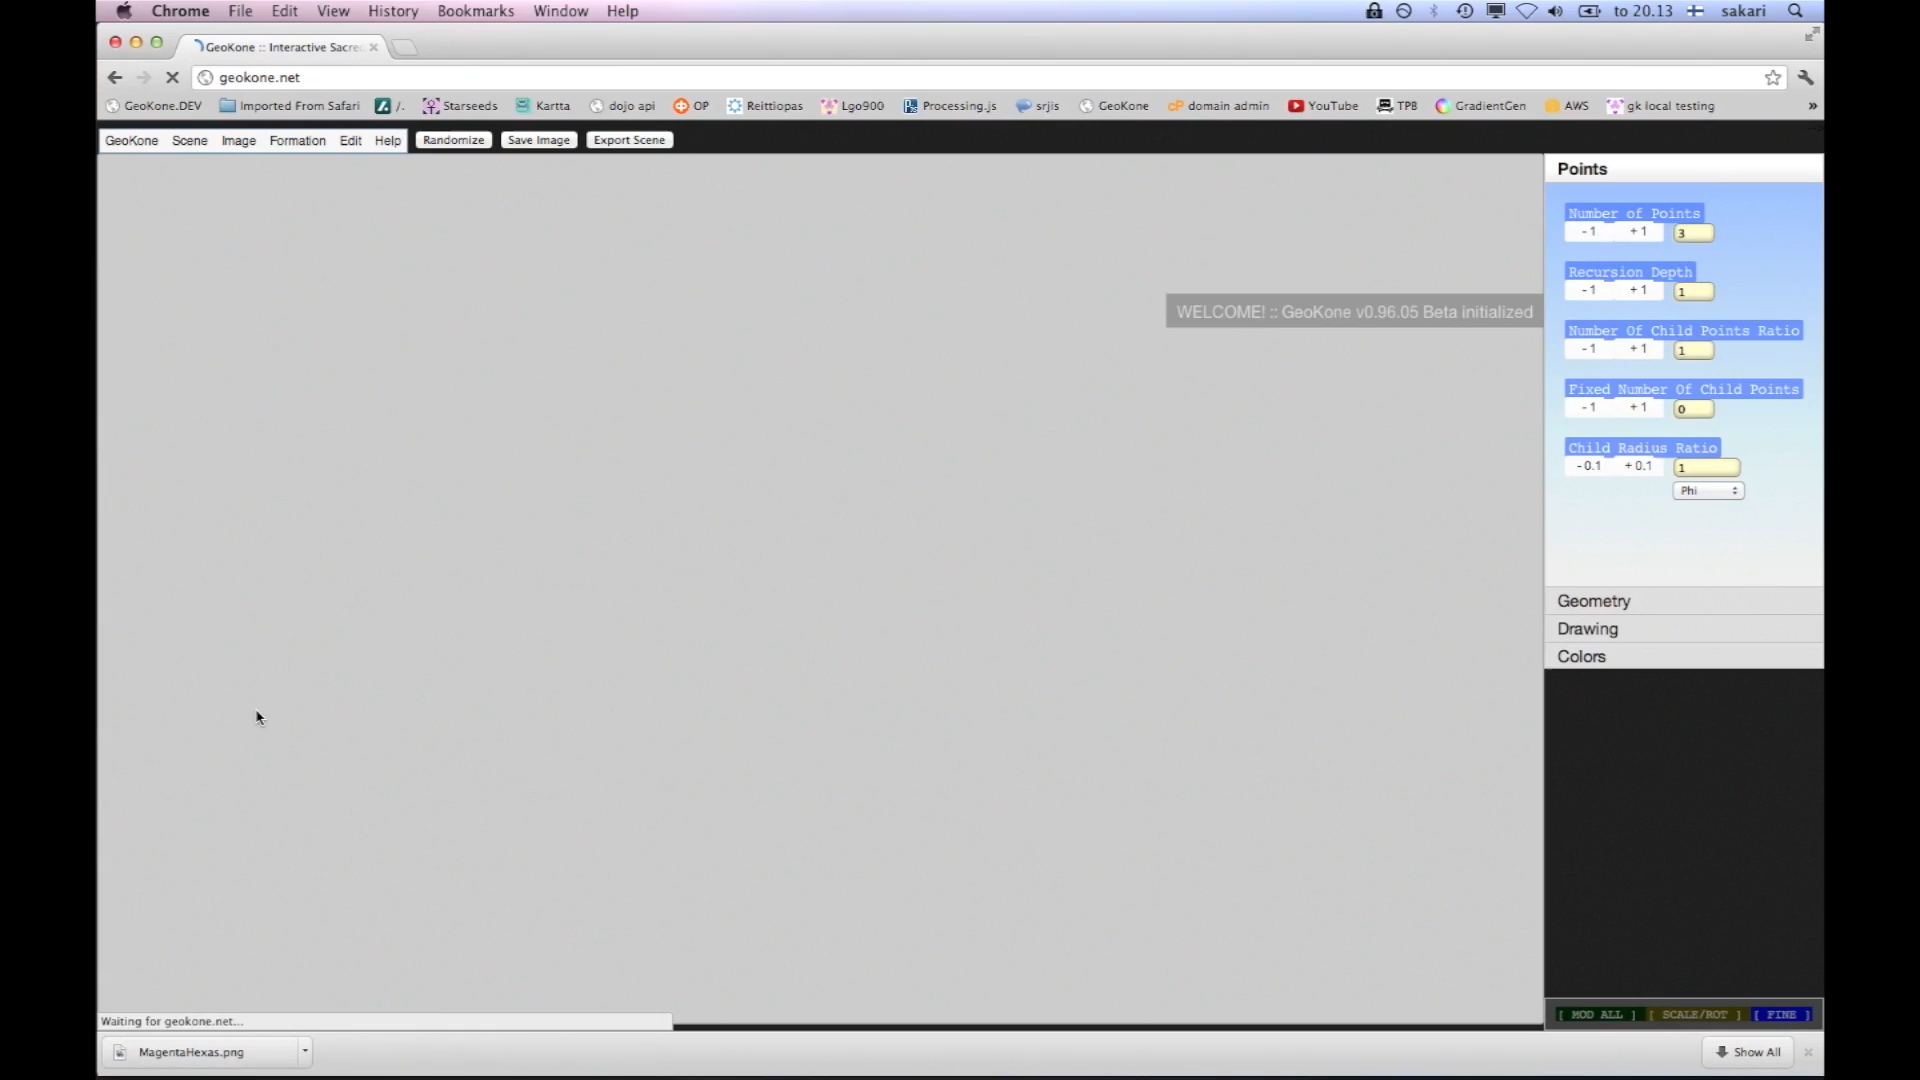 Chrome File Edit View History Bookmarks Window Help to 20.13 sakari
GeoKone :: Interactive Sacre
geokone.net
GeoKone.DEV Imported From Safari /. Starseeds Kartta dojo api OP Reittiopas Lgo900 Processing.js srjis GeoKone cP domain admin YouTube TPB GradientGen AWS gk local testing »
GeoKone Scene Image Formation Edit Help Randomize Save Image Export Scene
Points
Number of Points
- 1 + 1 3
Recursion Depth
- 1 + 1 1
WELCOME! :: GeoKone v0.96.05 Beta initialized
Number Of Child Points Ratio
- 1 + 1 1
Fixed Number Of Child Points
- 1 + 1 0
Child Radius Ratio
- 0.1 + 0.1 1
Phi
Geometry
Drawing
Colors
[ MOD ALL ] [ SCALE/ROT ] [ FINE ]
Waiting for geokone.net...
MagentaHexas.png Show All